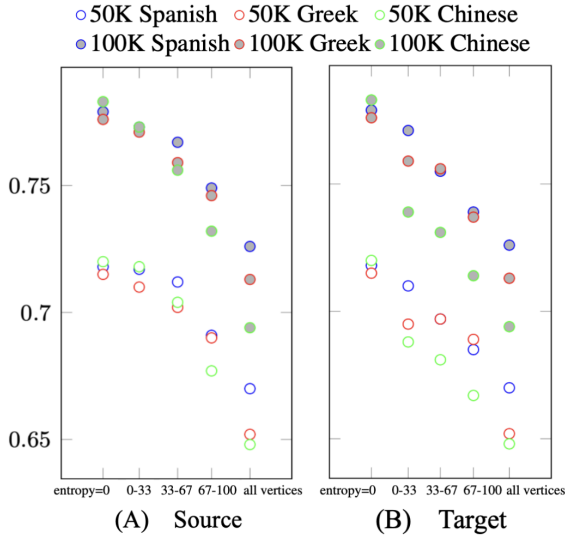 50K Spanish 50K Greek 50K Chinese
100K Spanish 100K Greek 100K Chinese
0.75
0.7
0.65
entropy=0 0-33 33-67 67-100 all vertices
entropy=0 0-33 33-67 67-100 all vertices
(A) Source
(B) Target